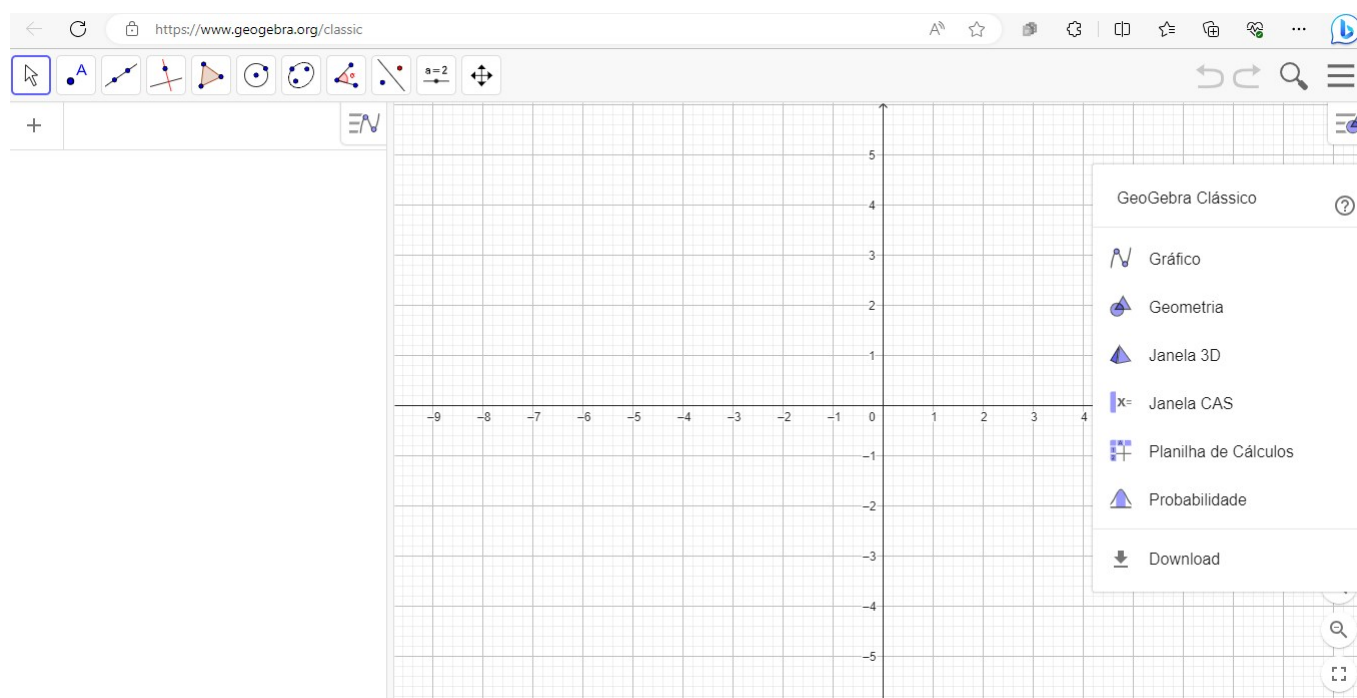 https://www.geogebra.org/classic
A
a=2
5
4
GeoGebra Clássico
3
Gráfico
2
Geometria
1
Janela 3D
–9 –8 –7 –6 –5 –4 –3 –2 –1 0 1 2 3 4
X= Janela CAS
–1
Planilha de Cálculos
–2
Probabilidade
–3
Download
–4
–5